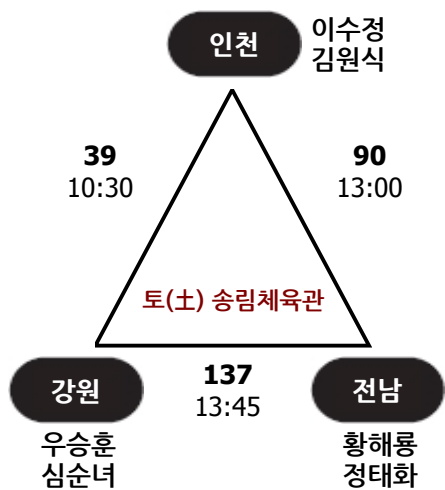 인천
이수정
김원식
39
10:30
90
13:00
토(土) 송림체육관
강원
137
13:45
전남
우승훈
심순녀
황해룡
정태화